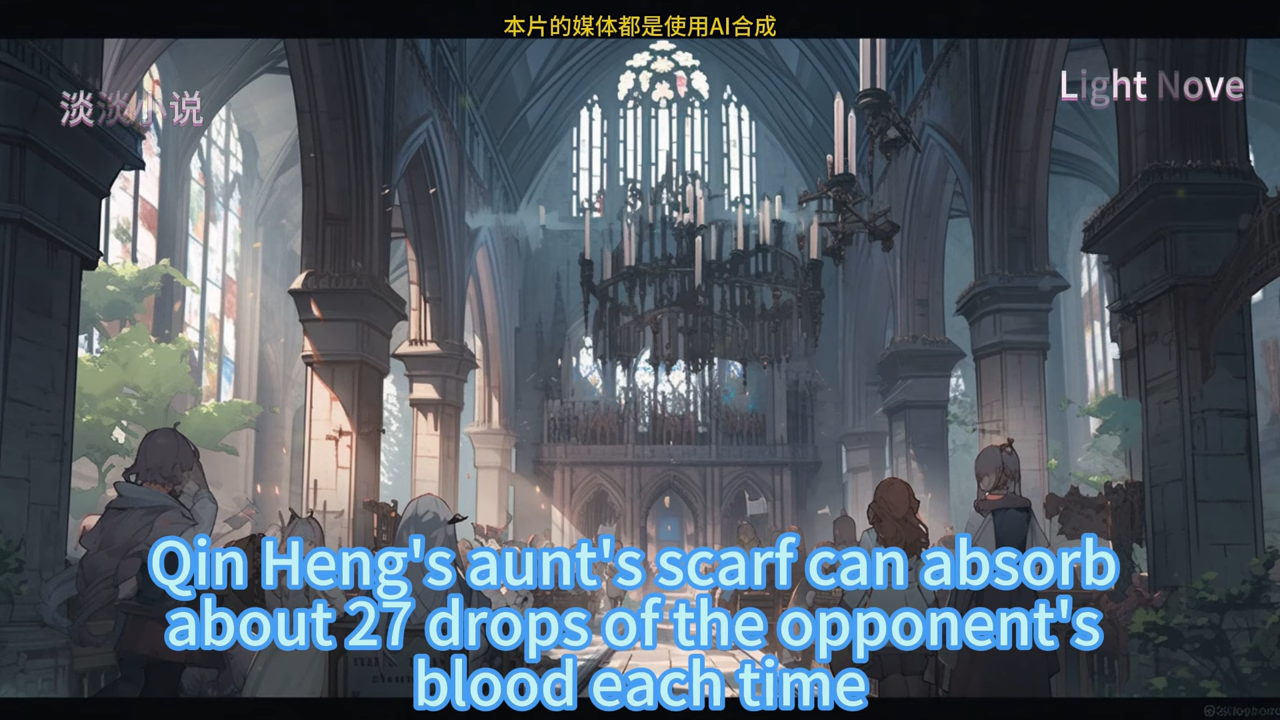 本片的媒体都是使用AI合成
淡淡小说
Light Nove
Qin Heng's aunt's scarf can absorb
about 27 drops of the opponent's
blood each time